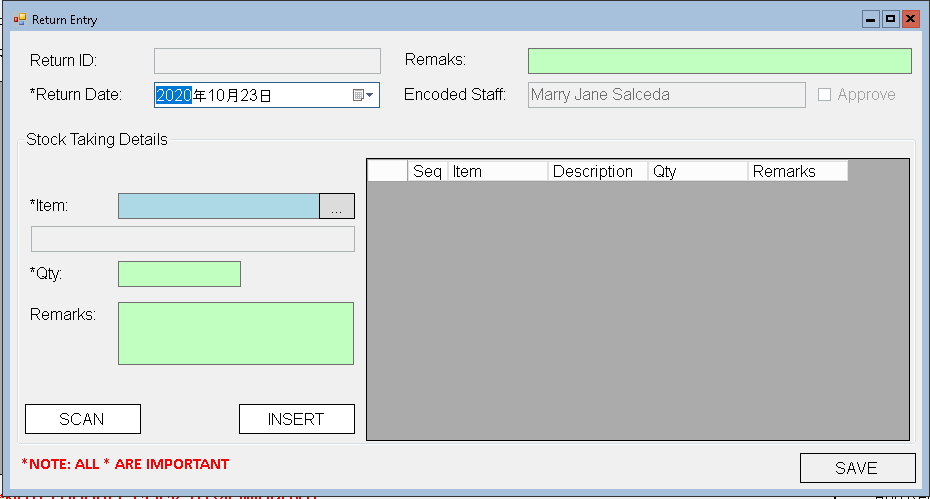 Return Entry
Return ID:
Remaks:
*Return Date: 2020年10月23日
Encoded Staff: Marry Jane Salceda
Approve
Stock Taking Details
Seq Item Description Qty Remarks
*Item:
...
*Qty:
Remarks:
SCAN
INSERT
*NOTE: ALL * ARE IMPORTANT
SAVE